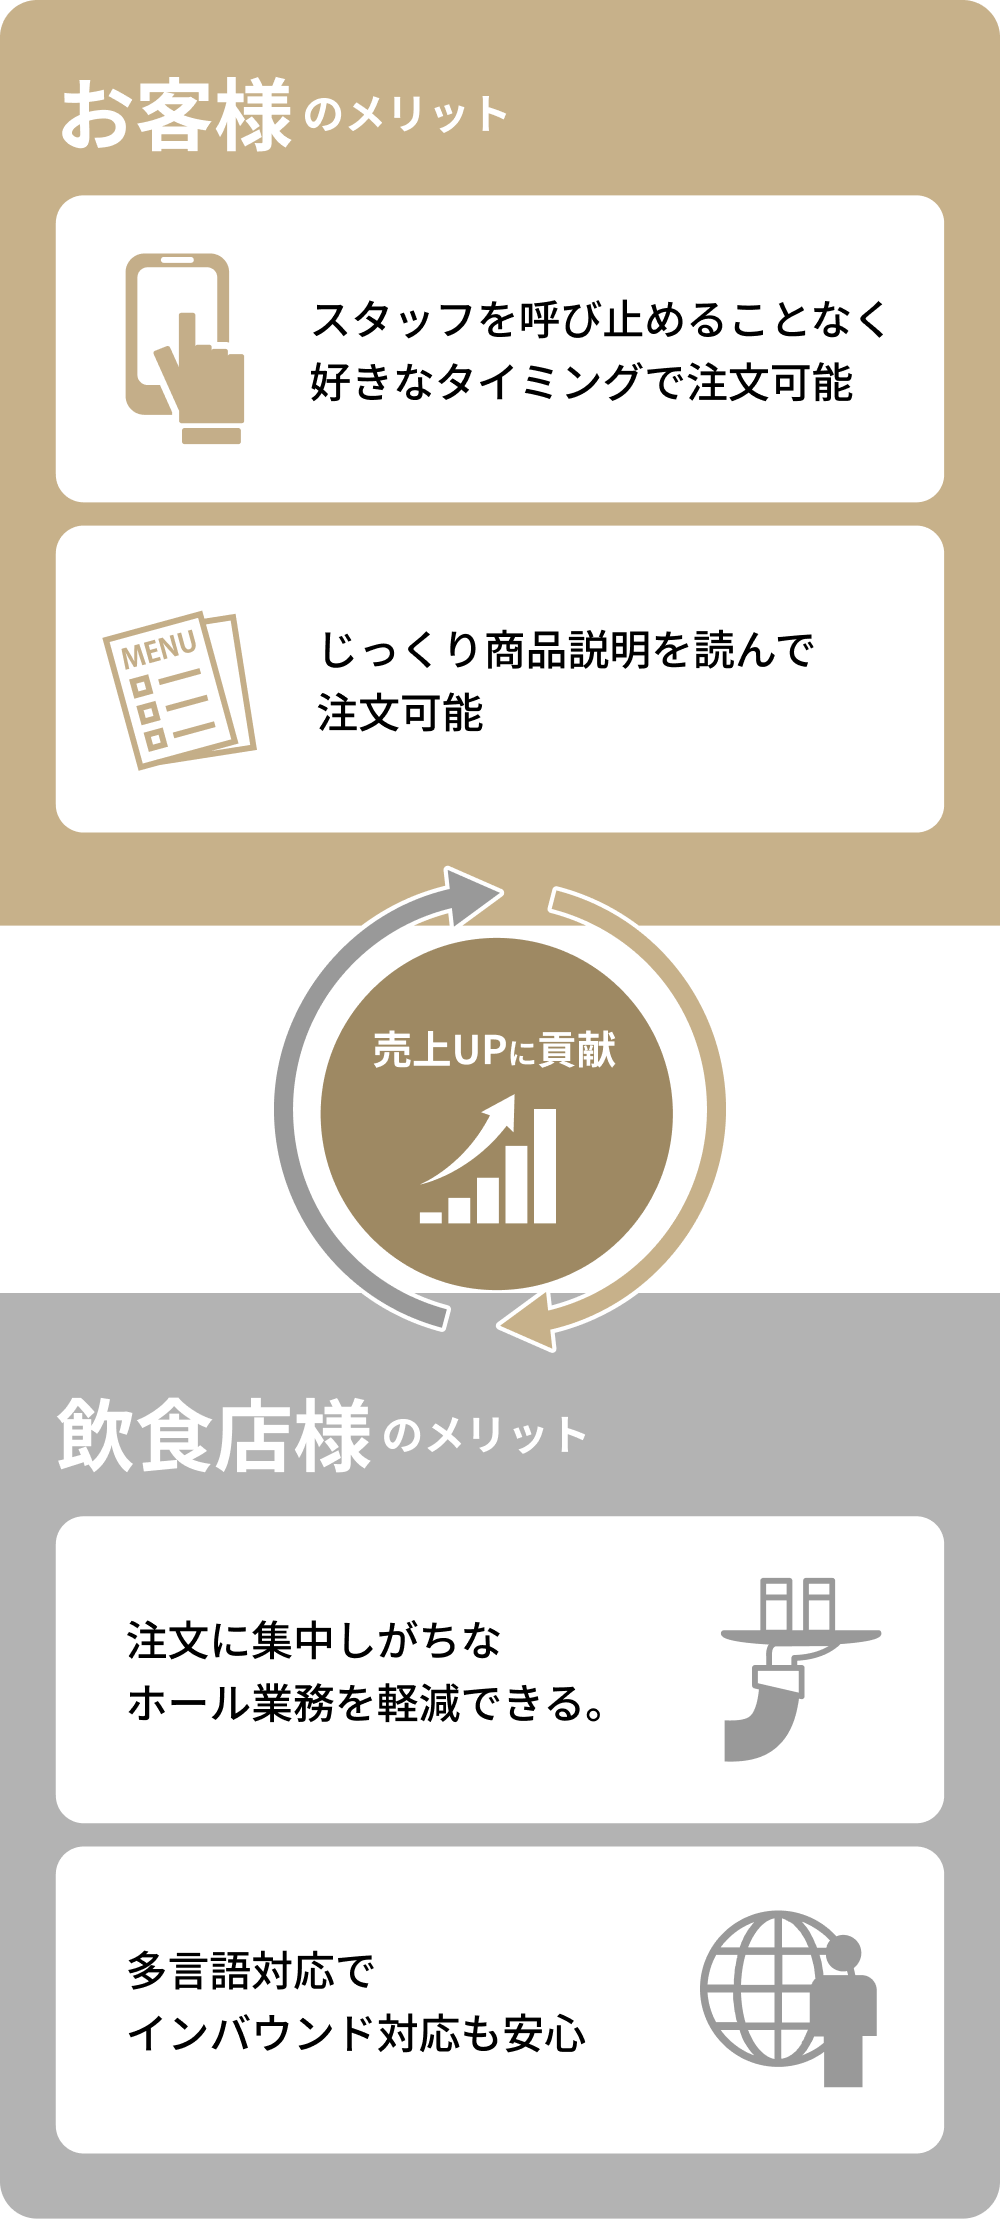 お客様のメリット
スタッフを呼び止めることなく
好きなタイミングで注文可能
MENU
じっくり商品説明を読んで
注文可能
売上UPに貢献
飲食店様のメリット
注文に集中しがちな
ホール業務を軽減できる。
多言語対応で
インバウンド対応も安心